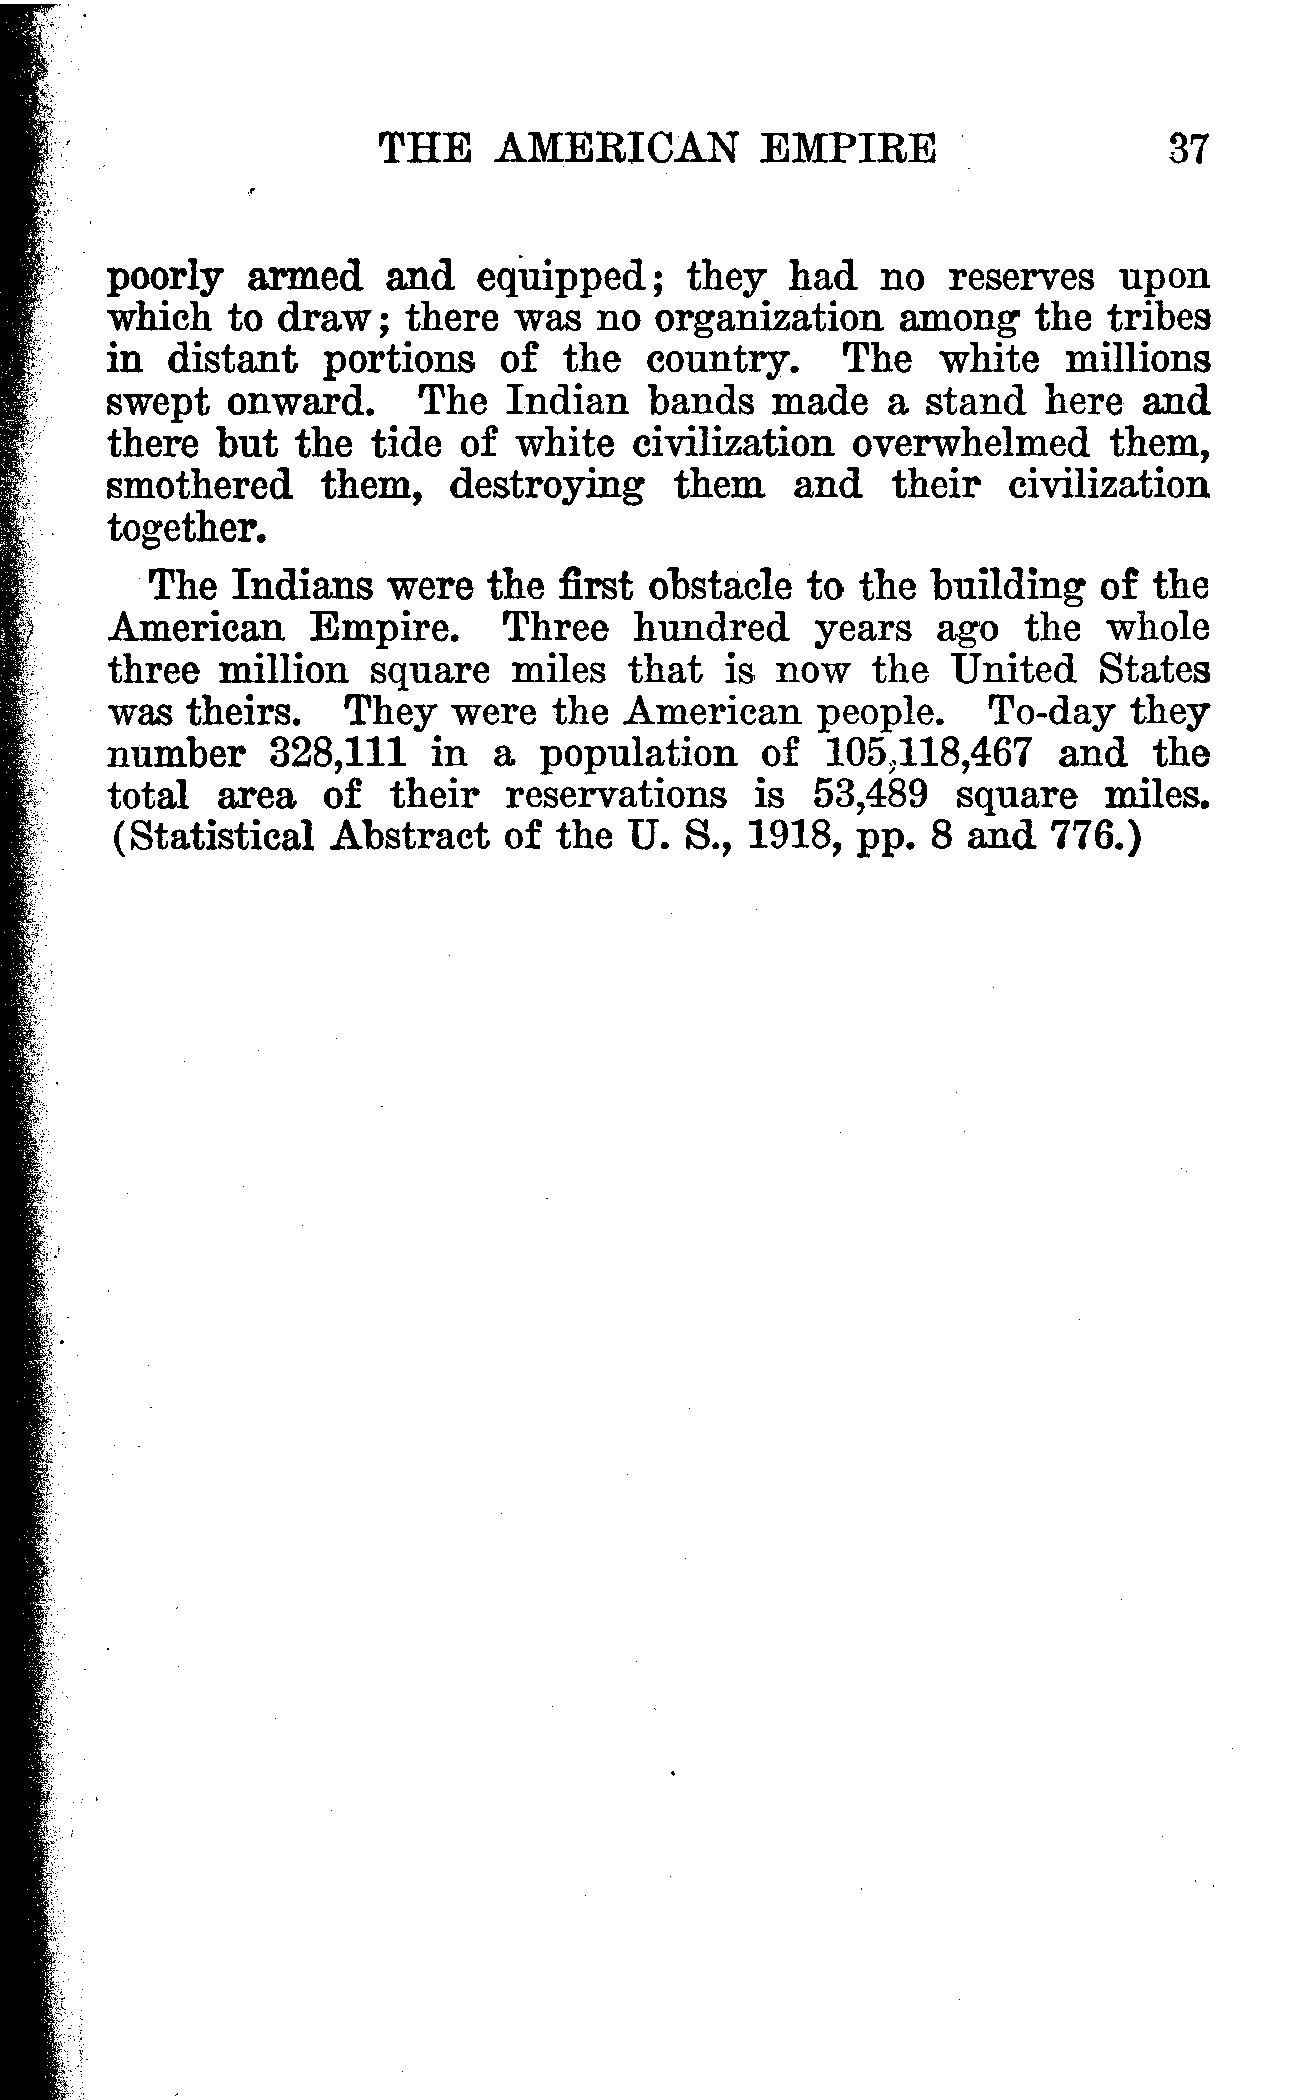 THE AMERICAN EMPIRE 37
poorly armed and equipped; they had no reserves upon
which to draw; there was no organization among the tribes
in distant portions of the country. The white millions
swept onward. The Indian bands made a stand here and
there but the tide of white civilization overwhelmed them,
smothered them, destroying them and their civilization
together.
The Indians were the first obstacle to the building of the
American Empire. Three hundred years ago the whole
three million square miles that is now the United States
was theirs. They were the American people. To-day they
number 328,111 in a population of 105,118,467 and the
total area of their reservations is 53,489 square miles.
(Statistical Abstract of the U. S., 1918, pp. 8 and 776.)